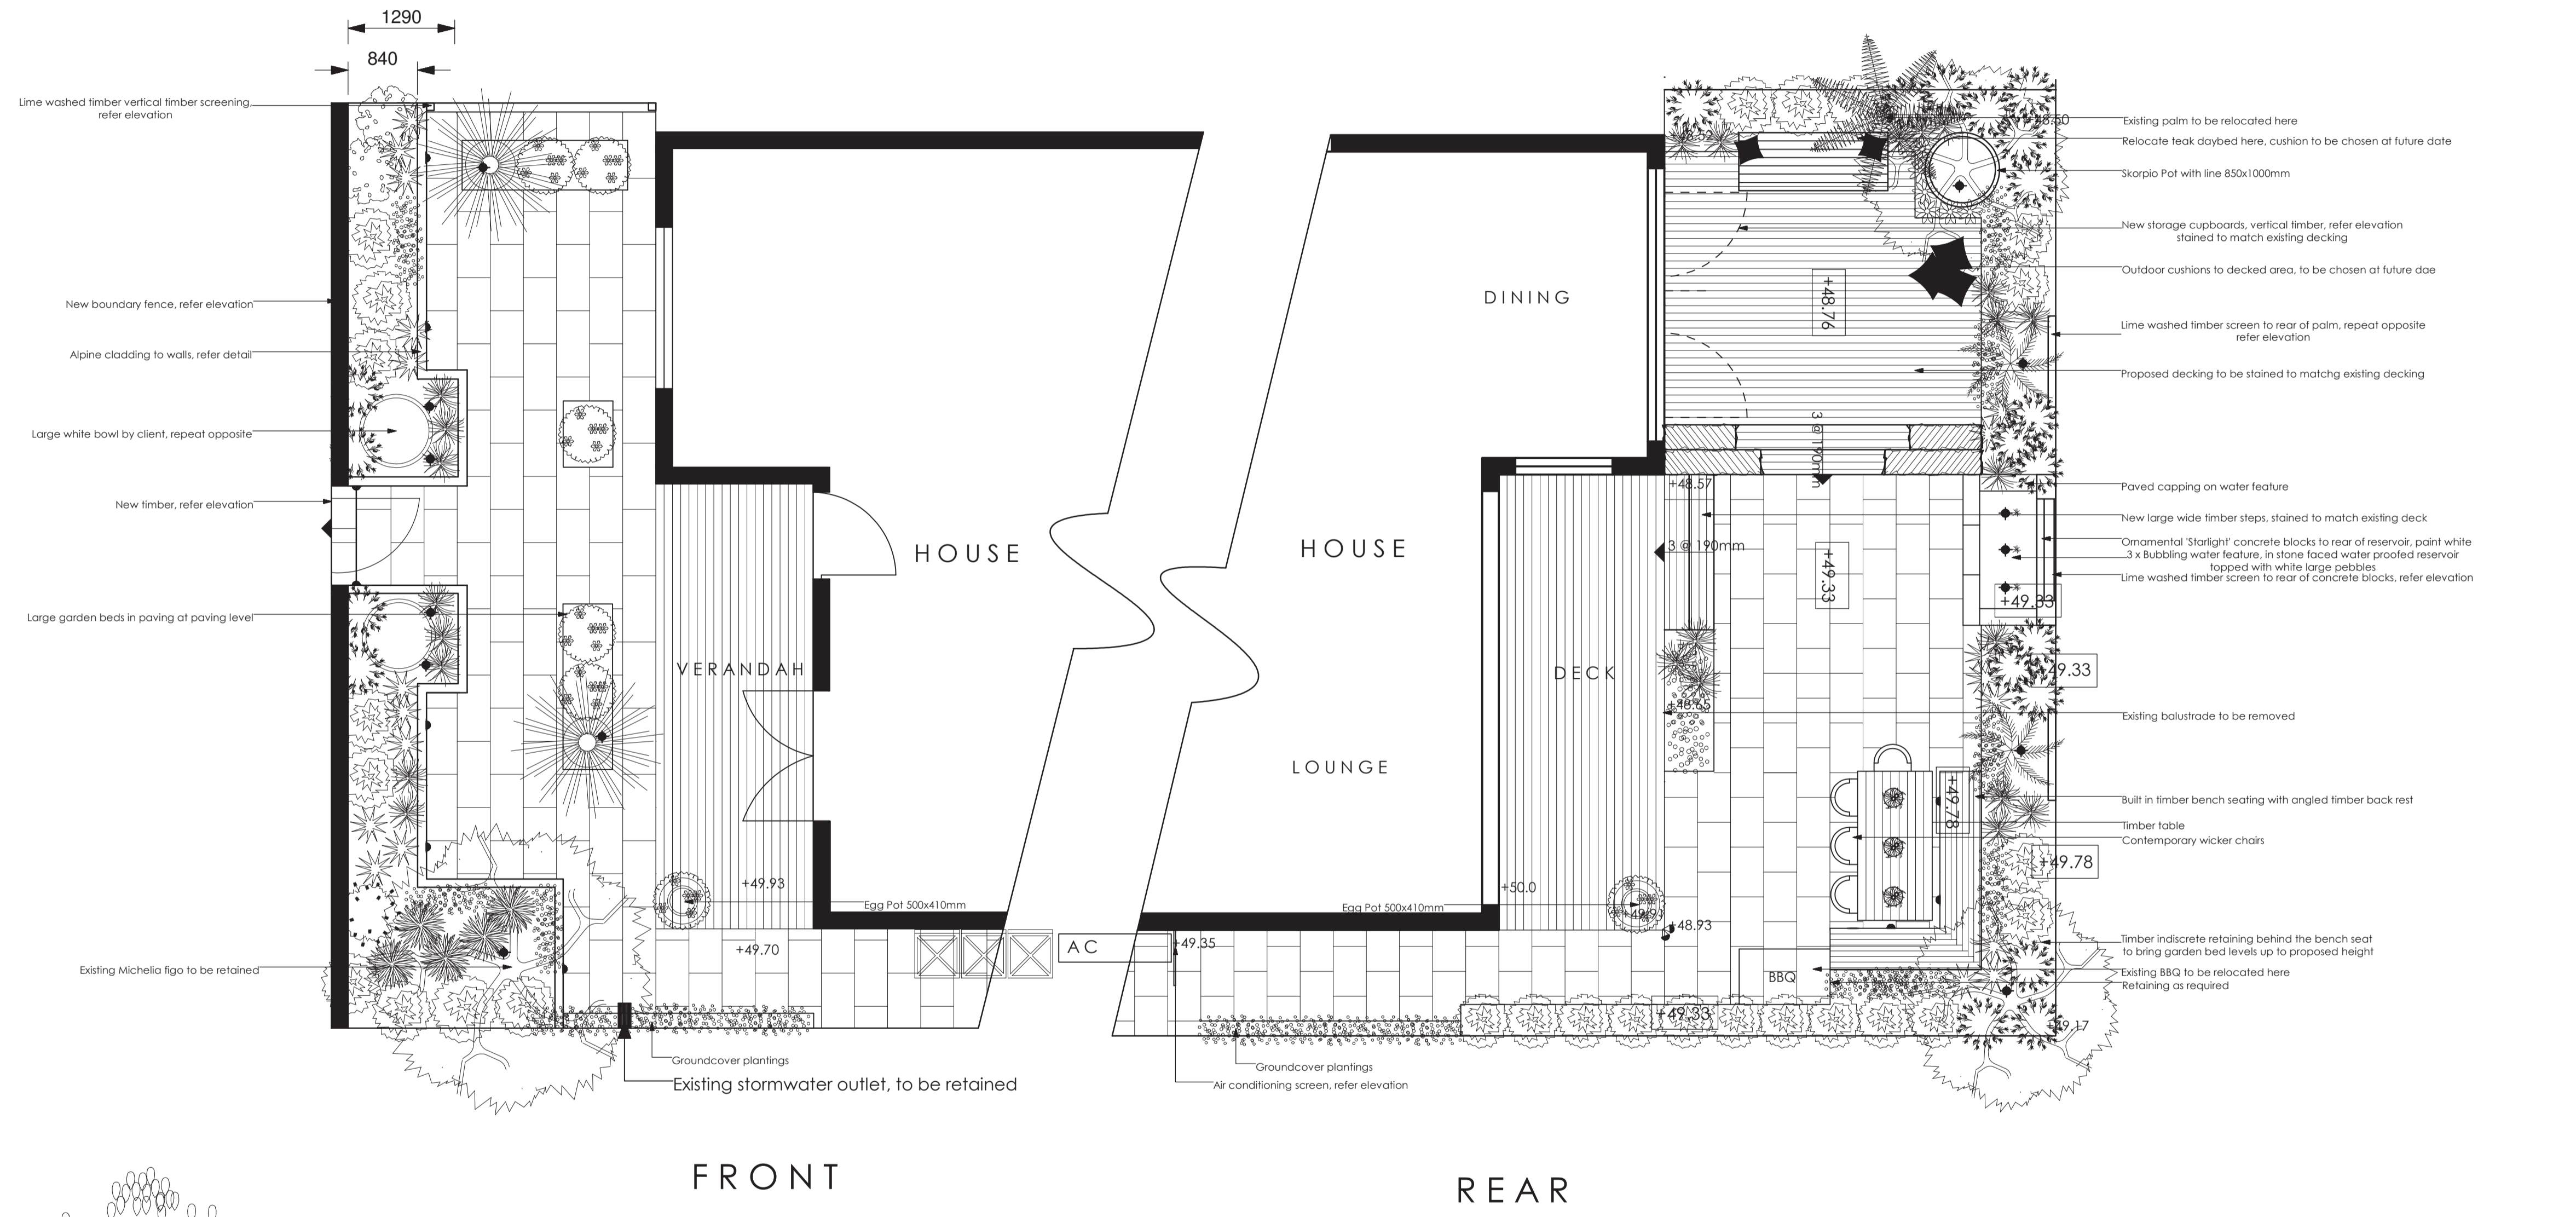 1290
840
Lime washed timber vertical timber screening,
refer elevation
New boundary fence, refer elevation
Alpine cladding to walls, refer detail
Large white bowl by client, repeat opposite
New timber, refer elevation
Large garden beds in paving at paving level
Existing Michelia figo to be retained
HOUSE
VERANDAH
+49.93
Egg Pot 500x410mm
+49.70
AC
Groundcover plantings
Existing stormwater outlet, to be retained
FRONT
DINING
HOUSE
LOUNGE
DECK
+50.0
Egg Pot 500x410mm
+49.35
Groundcover plantings
Air conditioning screen, refer elevation
+48.76
3 @ 190mm
+48.57
3 @ 190mm
+49.33
+49.33
+49.33
+48.65
+49.78
+49.78
+48.93
BBQ
+49.33
+49.17
REAR
Existing palm to be relocated here
Relocate teak daybed here, cushion to be chosen at future date
Skorpio Pot with line 850x1000mm
New storage cupboards, vertical timber, refer elevation
stained to match existing decking
Outdoor cushions to decked area, to be chosen at future dae
Lime washed timber screen to rear of palm, repeat opposite
refer elevation
Proposed decking to be stained to matchg existing decking
Paved capping on water feature
New large wide timber steps, stained to match existing deck
Ornamental 'Starlight' concrete blocks to rear of reservoir, paint white
3 x Bubbling water feature, in stone faced water proofed reservoir
topped with white large pebbles
Lime washed timber screen to rear of concrete blocks, refer elevation
Existing balustrade to be removed
Built in timber bench seating with angled timber back rest
Timber table
Contemporary wicker chairs
Timber indiscrete retaining behind the bench seat
to bring garden bed levels up to proposed height
Existing BBQ to be relocated here
Retaining as required